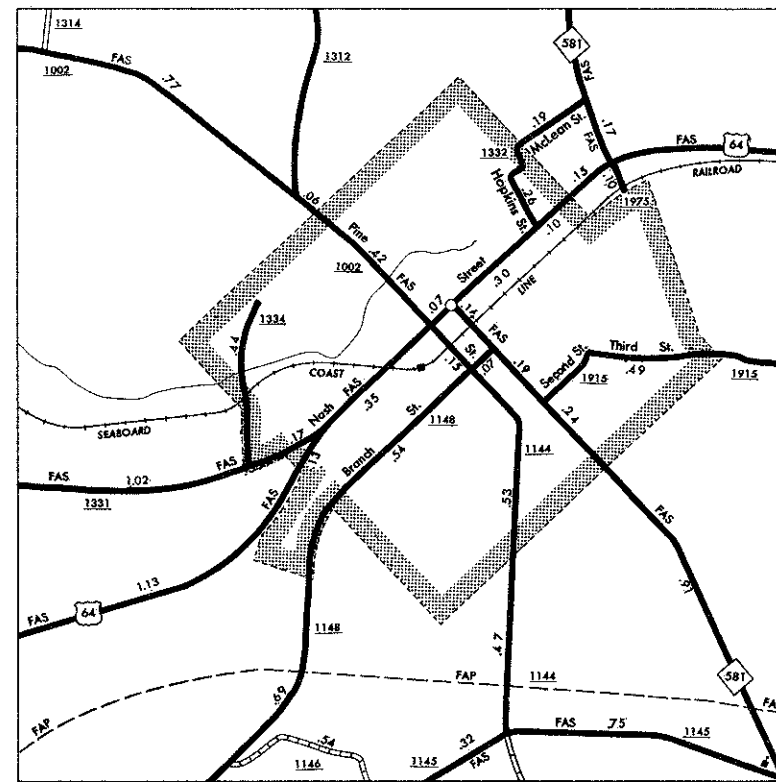 1314
1002
FAS
.77
1312
581
FAS
.19
McLean St.
.17
FAS
1332
Hopkins St.
.26
.15
.10
FAS
64
RAILROAD
1975
.10
.06
Pine
.42
1002
FAS
Street
.30
LINE
.07
.16
FAS
St.
.15
.07
.19
Second St.
Third St.
.49
1915
1915
1334
.44
COAST
SEABOARD
Nash FAS
.35
.17
.13
FAS
Branch St.
.54
1148
1144
.24
FAS
1.02
1331
FAS
FAS
1.13
64
FAS
.53
.91
581
1148
.69
.47
FAP
FAP
1144
FAS
.75
1145
.32
FAS
1145
.54
1146